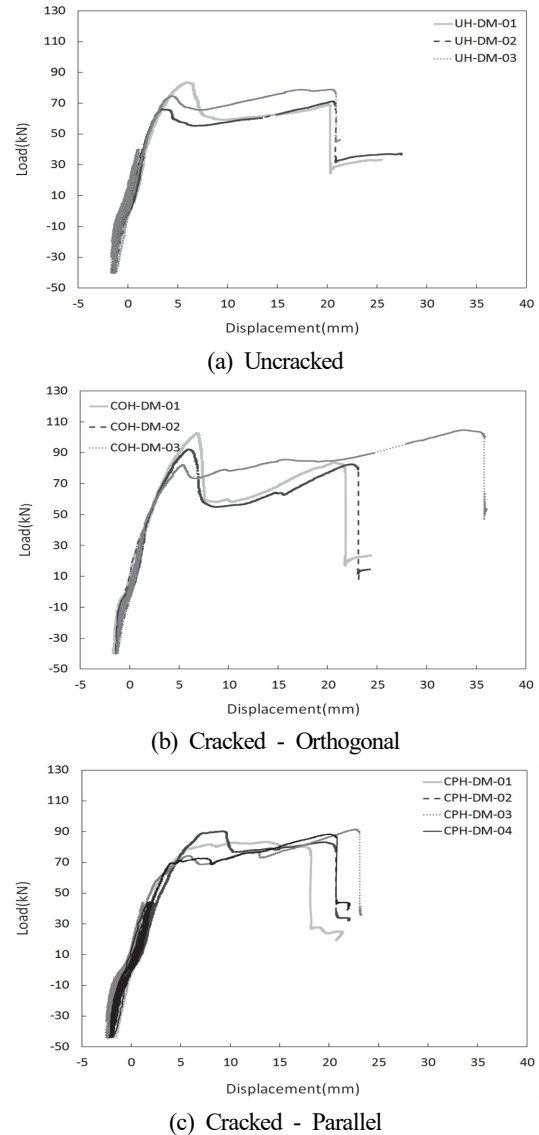 UH-DM-01
UH-DM-02
UH-DM-03
Load(kN)
130
110
90
70
50
30
10
-10
-30
-50
-5 0 5 10 15 20 25 30 35 40
Displacement(mm)
(a) Uncracked
COH-DM-01
COH-DM-02
COH-DM-03
Load(kN)
130
110
90
70
50
30
10
-10
-30
-50
-5 0 5 10 15 20 25 30 35 40
Displacement(mm)
(b) Cracked - Orthogonal
CPH-DM-01
CPH-DM-02
CPH-DM-03
CPH-DM-04
Load(kN)
130
110
90
70
50
30
10
-10
-30
-50
-5 0 5 10 15 20 25 30 35 40
Displacement(mm)
(c) Cracked - Parallel